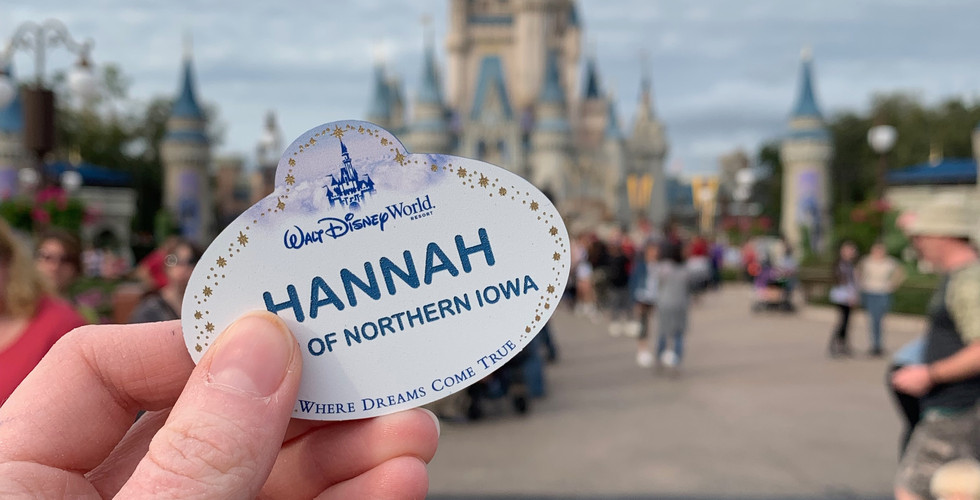 WALT DISNEY World.
RESORT
HANNAH
OF NORTHERN IOWA
WHERE DREAMS COME TRUE